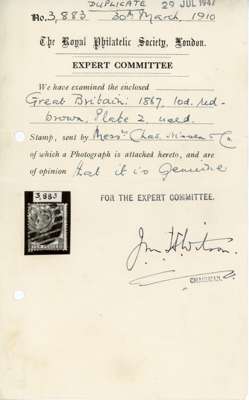 DUPLICATE 29 JUL 1947
No. 3,883 30th March 1910
The Royal Philatelic Society, London.
EXPERT COMMITTEE
We have examined the enclosed
Great Britain: 1867, 10d. red-
brown, Plate 2, used.
Stamp, sent by Messrs Chas. Nissen & Co
of which a Photograph is attached hereto, and are
of opinion that it is genuine
3,883
FOR THE EXPERT COMMITTEE.
CHAIRMAN.